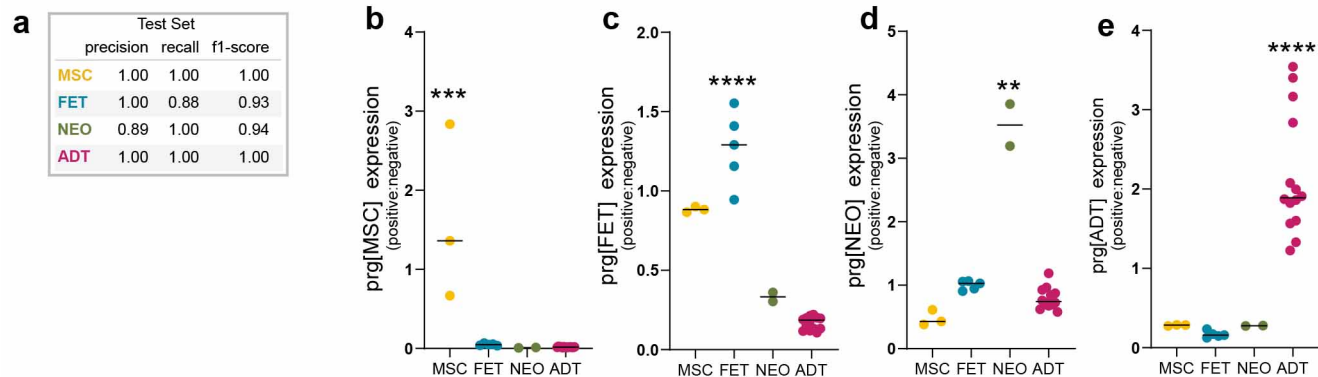 a
Test Set
precision recall f1-score
MSC 1.00 1.00 1.00
FET 1.00 0.88 0.93
NEO 0.89 1.00 0.94
ADT 1.00 1.00 1.00
b
prg[MSC] expression
(positive:negative)
4
3
2
1
0
***
MSC FET NEO ADT
c
prg[FET] expression
(positive:negative)
2.0
1.5
1.0
0.5
0.0
****
MSC FET NEO ADT
d
prg[NEO] expression
(positive:negative)
5
4
3
2
1
0
**
MSC FET NEO ADT
e
prg[ADT] expression
(positive:negative)
4
3
2
1
0
****
MSC FET NEO ADT